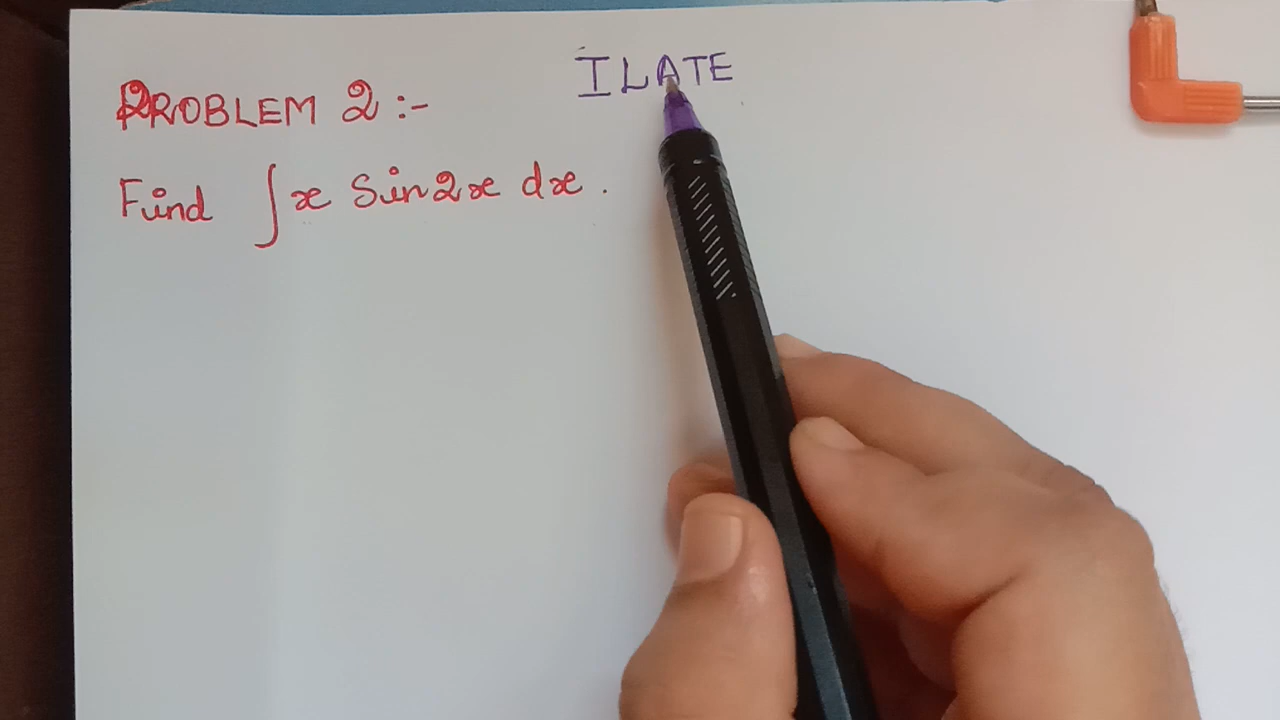 ILATE
PROBLEM 2 :-
Find ∫ x Sin2x dx .